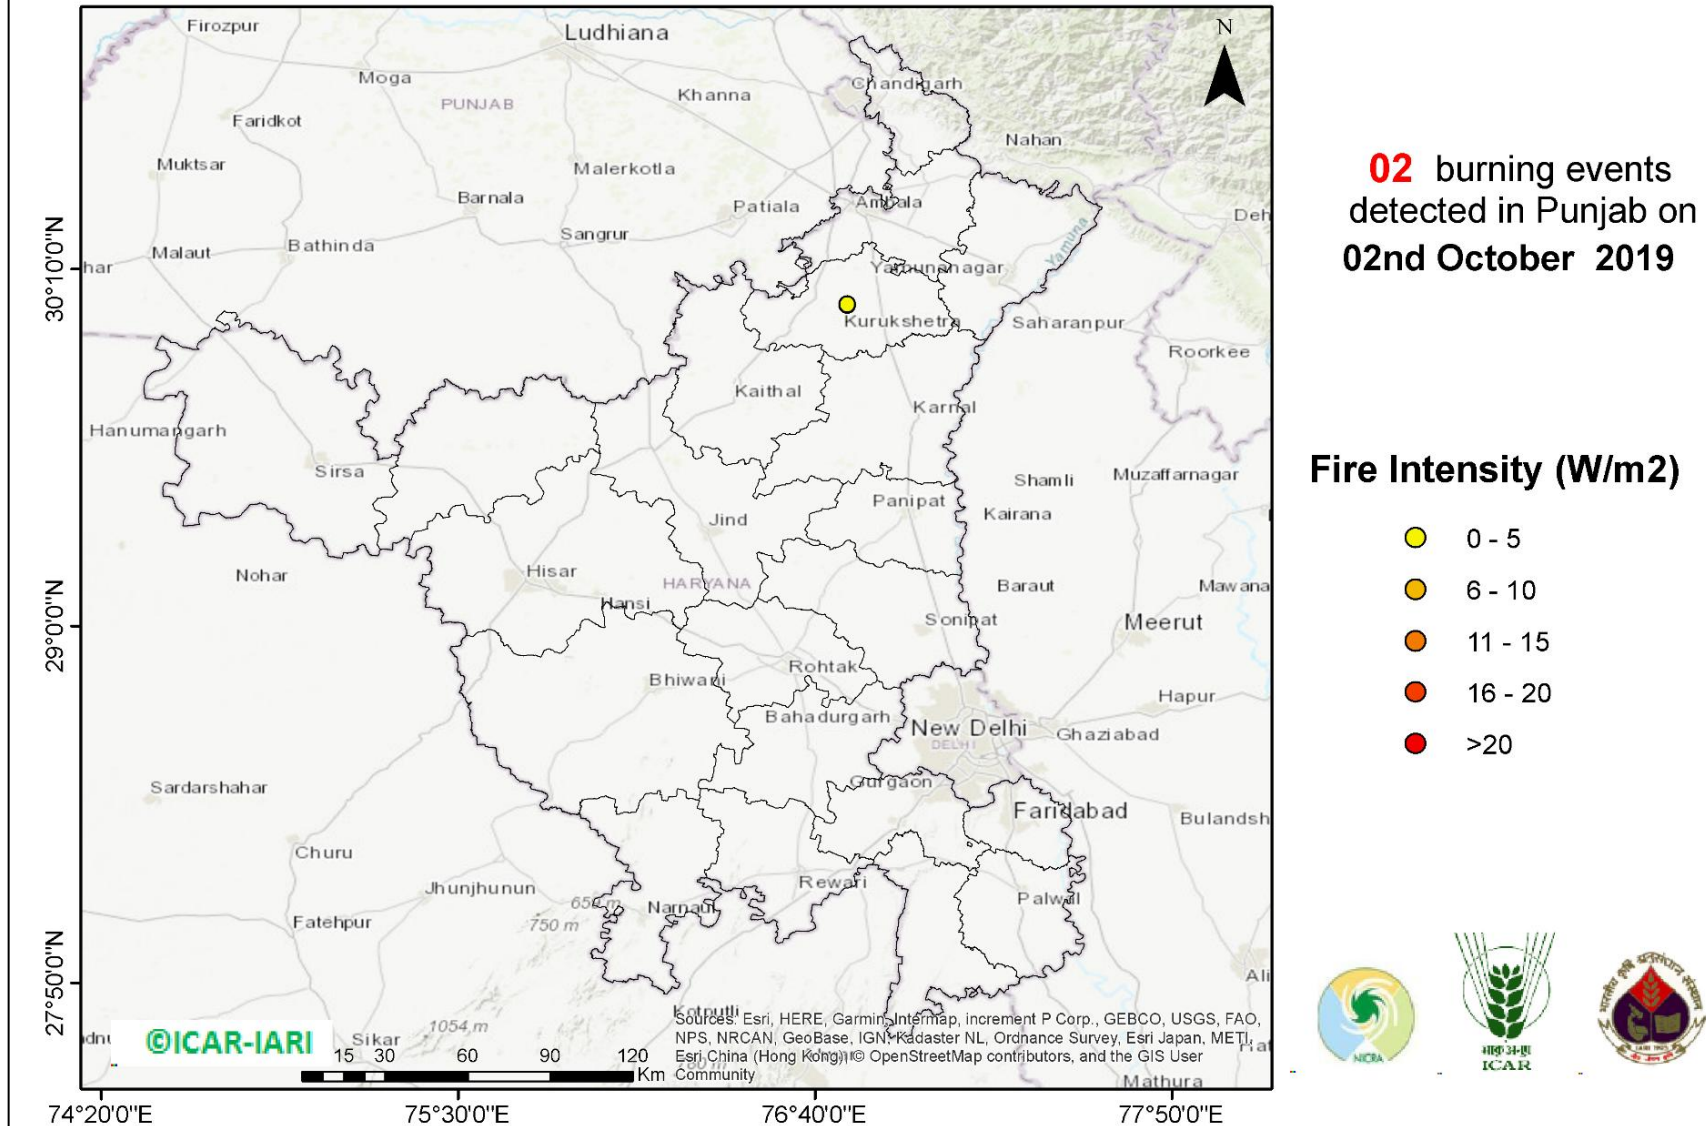 Firozpur
Ludhiana
Moga
PUNJAB
Khanna
Chandigarh
Faridkot
Nahan
Muktsar
Malerkotla
Barnala
Patiala
Ambala
Deh
Sangrur
Malaut
Bathinda
har
Yamunanagar
Yamuna
Kurukshetra
Saharanpur
Roorkee
Kaithal
Karnal
Hanumangarh
Sirsa
Shamli
Muzaffarnagar
Panipat
Kairana
Jind
Nohar
Hisar
HARYANA
Baraut
Mawana
Hansi
Sonipat
Meerut
Rohtak
Bhiwani
Hapur
Bahadurgarh
New Delhi
DELHI
Ghaziabad
Gurgaon
Sardarshahar
Faridabad
Bulandsh
Churu
Rewari
Jhunjhunun
650 m
Narnaul
Palwal
Fatehpur
750 m
Ali
Kotputli
1054 m
Sikar
Mathura
N
30°10'0"N
29°0'0"N
27°50'0"N
74°20'0"E
75°30'0"E
76°40'0"E
77°50'0"E
©ICAR-IARI
15 30 60 90 120
Km
Sources: Esri, HERE, Garmin, Intermap, increment P Corp., GEBCO, USGS, FAO,
NPS, NRCAN, GeoBase, IGN, Kadaster NL, Ordnance Survey, Esri Japan, METI,
Esri China (Hong Kong), © OpenStreetMap contributors, and the GIS User
Community
02 burning events
detected in Punjab on
02nd October 2019
Fire Intensity (W/m2)
0 - 5
6 - 10
11 - 15
16 - 20
>20
NICRA
भाकृअनुप
ICAR